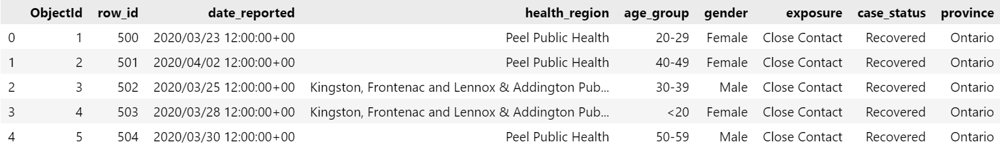 ObjectId row_id date_reported health_region age_group gender exposure case_status province
0 1 500 2020/03/23 12:00:00+00 Peel Public Health 20-29 Female Close Contact Recovered Ontario
1 2 501 2020/04/02 12:00:00+00 Peel Public Health 40-49 Female Close Contact Recovered Ontario
2 3 502 2020/03/25 12:00:00+00 Kingston, Frontenac and Lennox & Addington Pub... 30-39 Male Close Contact Recovered Ontario
3 4 503 2020/03/28 12:00:00+00 Kingston, Frontenac and Lennox & Addington Pub... <20 Female Close Contact Recovered Ontario
4 5 504 2020/03/30 12:00:00+00 Peel Public Health 50-59 Male Close Contact Recovered Ontario